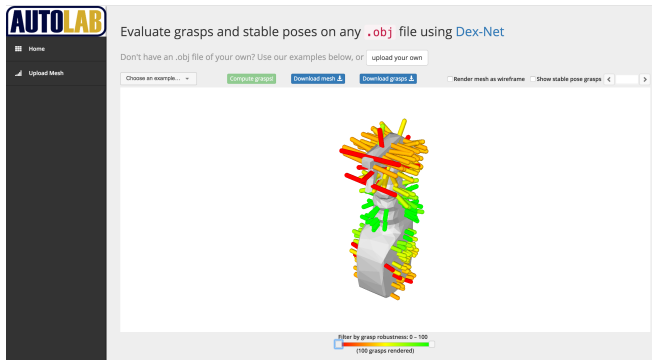 AUTOLAB
Home
Upload Mesh
Evaluate grasps and stable poses on any .obj file using Dex-Net
Don't have an .obj file of your own? Use our examples below, or upload your own
Choose an example... Compute grasps! Download mesh Download grasps Render mesh as wireframe Show stable pose grasps < >
Filter by grasp robustness: 0 – 100
(100 grasps rendered)